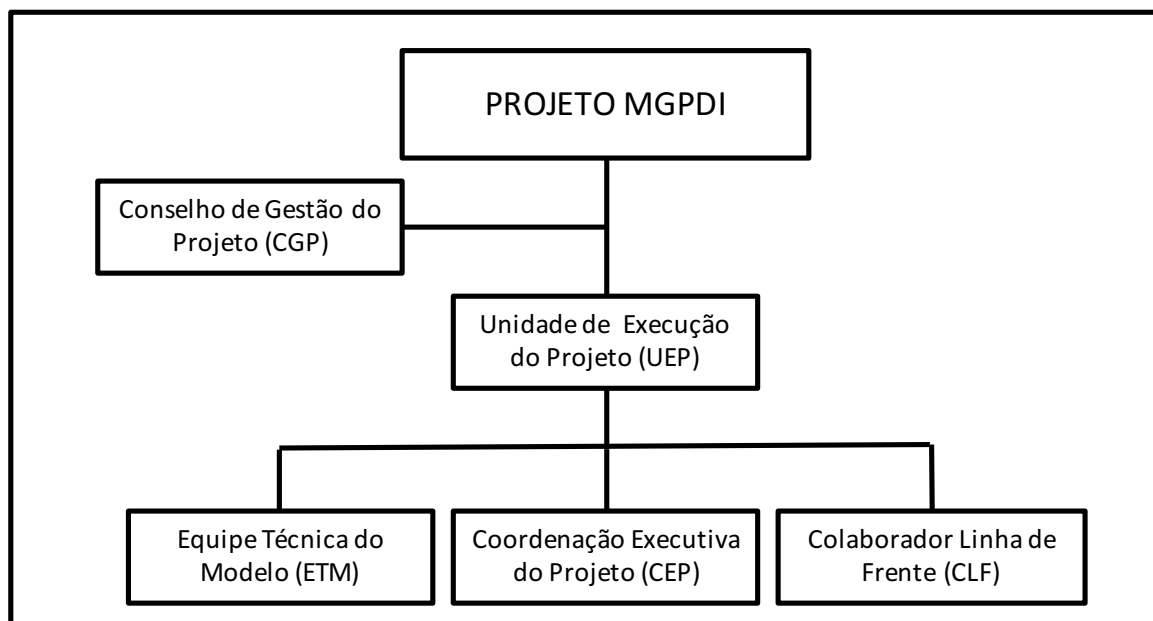 PROJETO MGPDI
Conselho de Gestão do
Projeto (CGP)
Unidade de Execução
do Projeto (UEP)
Equipe Técnica do
Modelo (ETM)
Coordenação Executiva
do Projeto (CEP)
Colaborador Linha de
Frente (CLF)